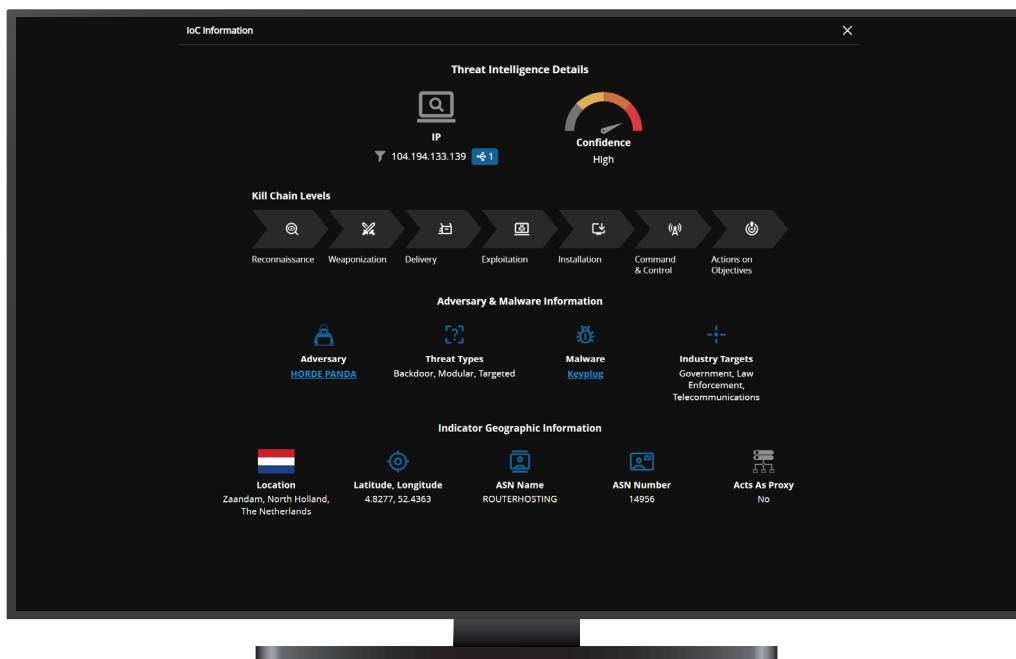 IoC Information
Threat Intelligence Details
IP
104.194.133.139 1
Confidence
High
Kill Chain Levels
Reconnaissance
Weaponization
Delivery
Exploitation
Installation
Command
& Control
Actions on
Objectives
Adversary & Malware Information
Adversary
HORDE PANDA
Threat Types
Backdoor, Modular, Targeted
Malware
Keyplug
Industry Targets
Government, Law
Enforcement,
Telecommunications
Indicator Geographic Information
Location
Zaandam, North Holland,
The Netherlands
Latitude, Longitude
4.8277, 52.4363
ASN Name
ROUTERHOSTING
ASN Number
14956
Acts As Proxy
No